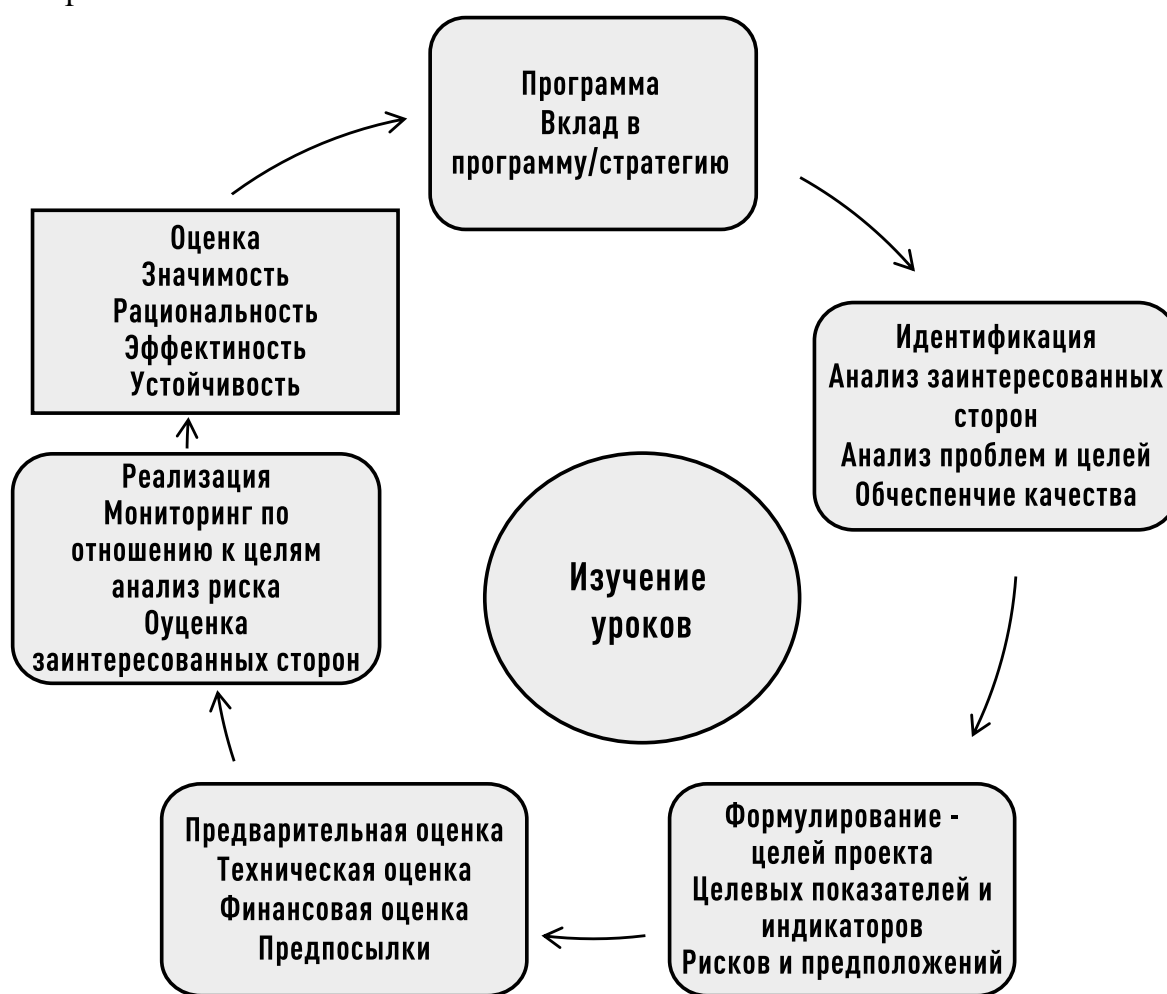 Программа
Вклад в
программу/стратегию
Идентификация
Анализ заинтересованных
сторон
Анализ проблем и целей
Обчеспенчие качества
Формулирование -
целей проекта
Целевых показателей и
индикаторов
Рисков и предположений
Предварительная оценка
Техническая оценка
Финансовая оценка
Предпосылки
Реализация
Мониторинг по
отношению к целям
анализ риска
Оуценка
заинтересованных сторон
Оценка
Значимость
Рациональность
Эффектиность
Устойчивость
Изучение
уроков